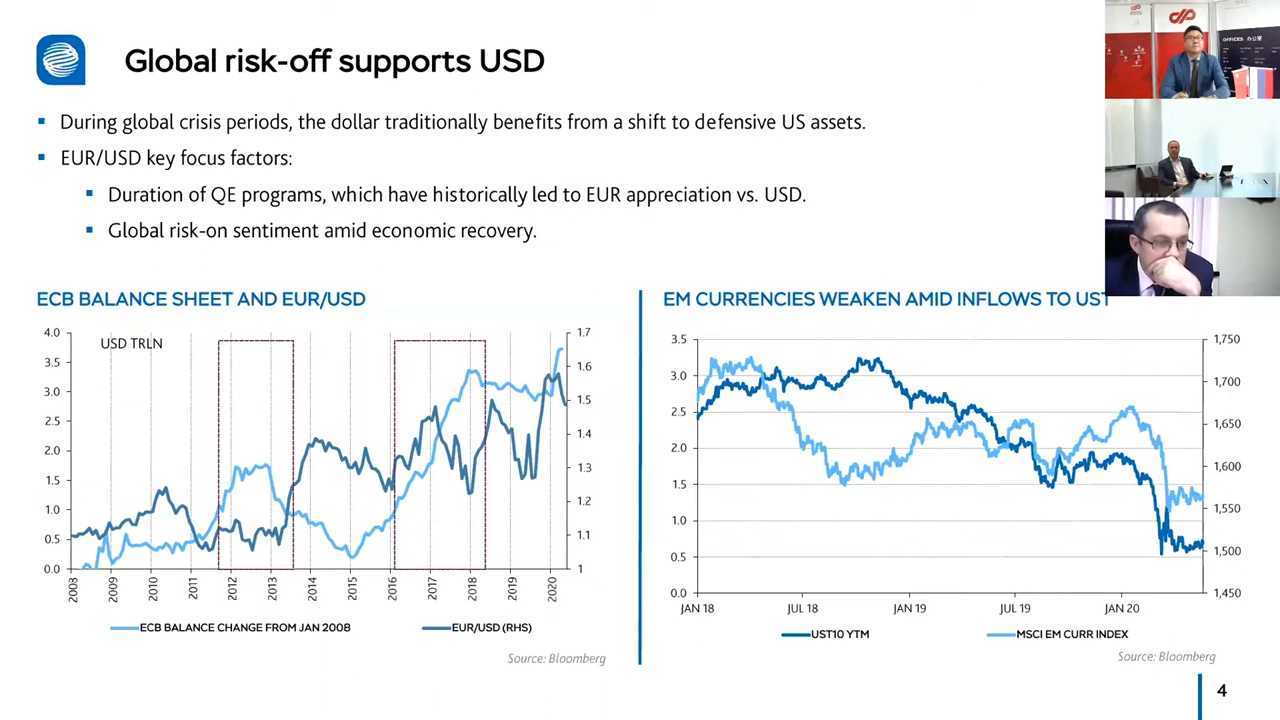 Global risk-off supports USD
During global crisis periods, the dollar traditionally benefits from a shift to defensive US assets.
EUR/USD key focus factors:
Duration of QE programs, which have historically led to EUR appreciation vs. USD.
Global risk-on sentiment amid economic recovery.
OFFICES 办公室
ECB BALANCE SHEET AND EUR/USD
USD TRLN
4.0
3.5
3.0
2.5
2.0
1.5
1.0
0.5
0.0
1.7
1.6
1.5
1.4
1.3
1.2
1.1
1
2008
2009
2010
2011
2012
2013
2014
2015
2016
2017
2018
2019
2020
ECB BALANCE CHANGE FROM JAN 2008
EUR/USD (RHS)
Source: Bloomberg
EM CURRENCIES WEAKEN AMID INFLOWS TO UST
3.5
3.0
2.5
2.0
1.5
1.0
0.5
0.0
1,750
1,700
1,650
1,600
1,550
1,500
1,450
JAN 18
JUL 18
JAN 19
JUL 19
JAN 20
UST10 YTM
MSCI EM CURR INDEX
Source: Bloomberg
4